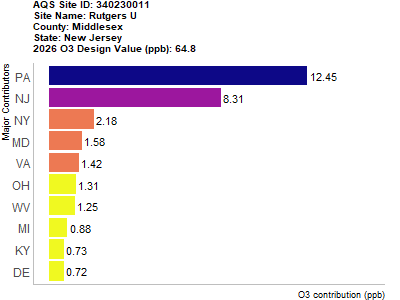 AQS Site ID: 340230011
Site Name: Rutgers U
County: Middlesex
State: New Jersey
2026 O3 Design Value (ppb): 64.8
Major Contributors
PA 12.45
NJ 8.31
NY 2.18
MD 1.58
VA 1.42
OH 1.31
WV 1.25
MI 0.88
KY 0.73
DE 0.72
O3 contribution (ppb)